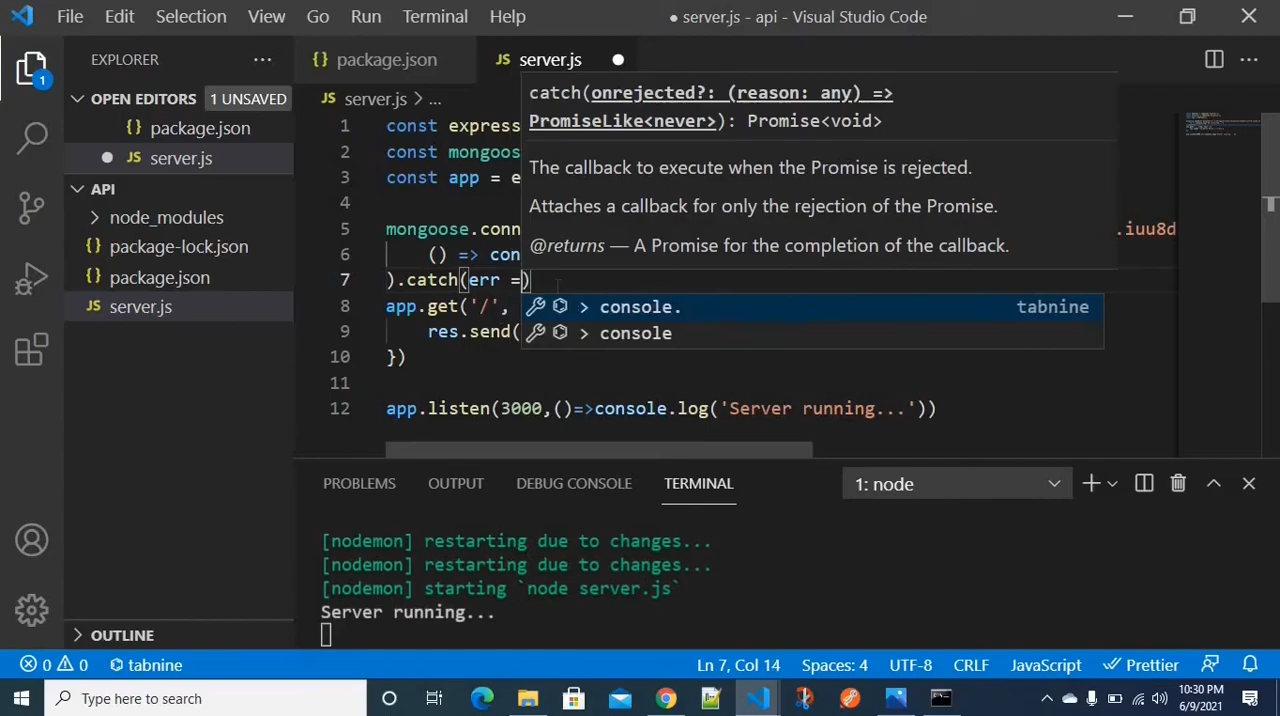 File Edit Selection View Go Run Terminal Help ● server.js - api - Visual Studio Code
EXPLORER ... {} package.json JS server.js
OPEN EDITORS 1 UNSAVED
{} package.json
JS server.js
API
node_modules
{} package-lock.json
{} package.json
JS server.js
OUTLINE
1
JS server.js > ...
1 const express
2 const mongoos
3 const app = e
4
5 mongoose.conn .iuu8d
6 () => con
7 ).catch(err =)
8 app.get('/',
9 res.send(
10 })
11
12 app.listen(3000,()=>console.log('Server running...'))
catch(onrejected?: (reason: any) =>
PromiseLike<never>): Promise<void>
The callback to execute when the Promise is rejected.
Attaches a callback for only the rejection of the Promise.
@returns — A Promise for the completion of the callback.
> console. tabnine
> console
PROBLEMS OUTPUT DEBUG CONSOLE TERMINAL 1: node
[nodemon] restarting due to changes...
[nodemon] restarting due to changes...
[nodemon] starting `node server.js`
Server running...
0 0 tabnine Ln 7, Col 14 Spaces: 4 UTF-8 CRLF JavaScript Prettier
Type here to search
10:30 PM
6/9/2021